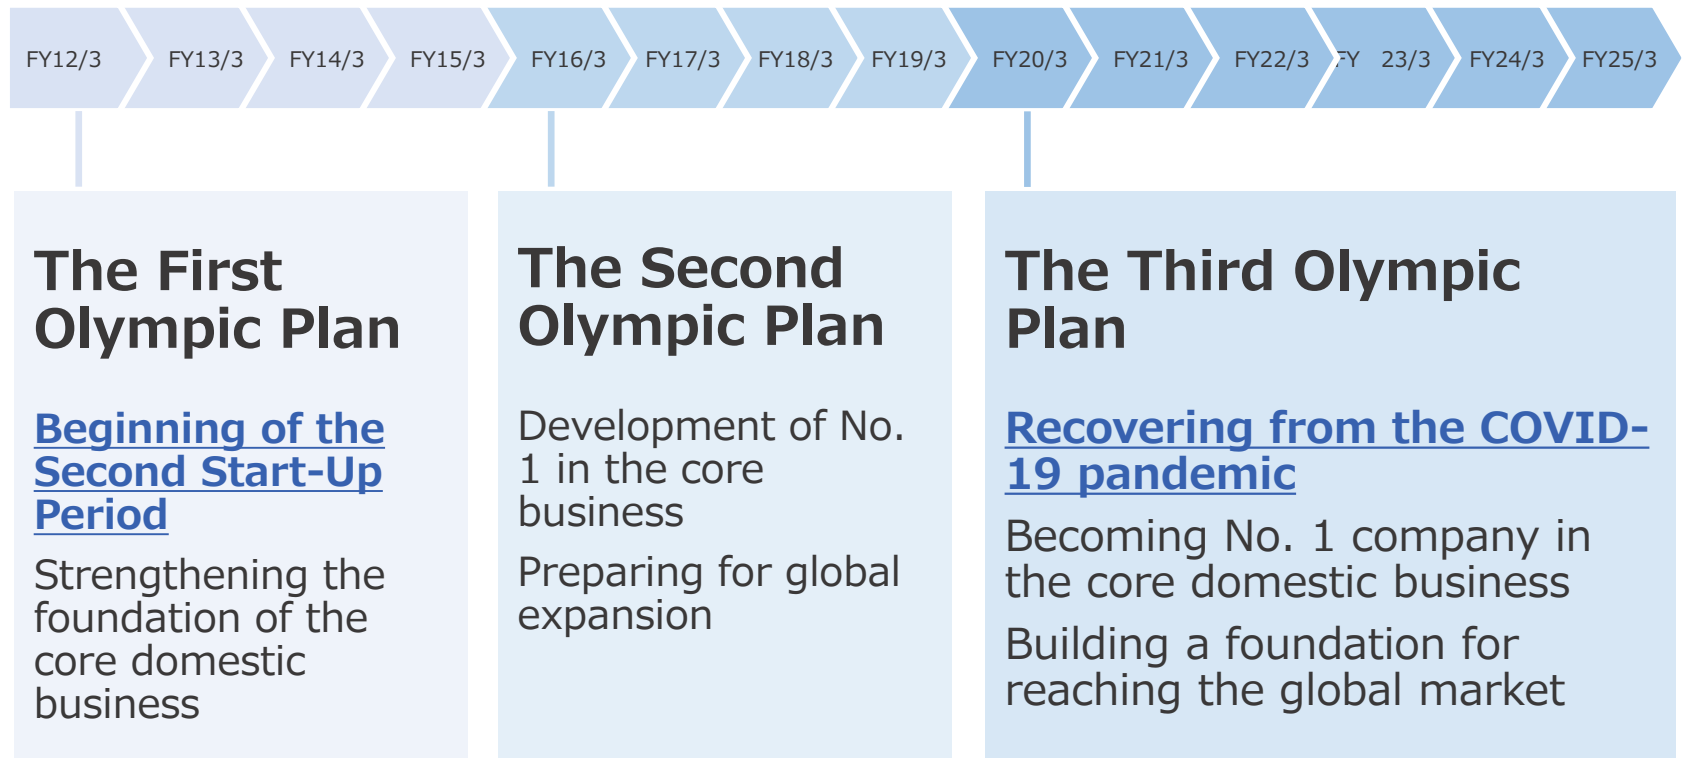 FY12/3 FY13/3 FY14/3 FY15/3 FY16/3 FY17/3 FY18/3 FY19/3 FY20/3 FY21/3 FY22/3 FY 23/3 FY24/3 FY25/3
The First
Olympic Plan
Beginning of the
Second Start-Up
Period
Strengthening the
foundation of the
core domestic
business
The Second
Olympic Plan
Development of No.
1 in the core
business
Preparing for global
expansion
The Third Olympic
Plan
Recovering from the COVID-
19 pandemic
Becoming No. 1 company in
the core domestic business
Building a foundation for
reaching the global market